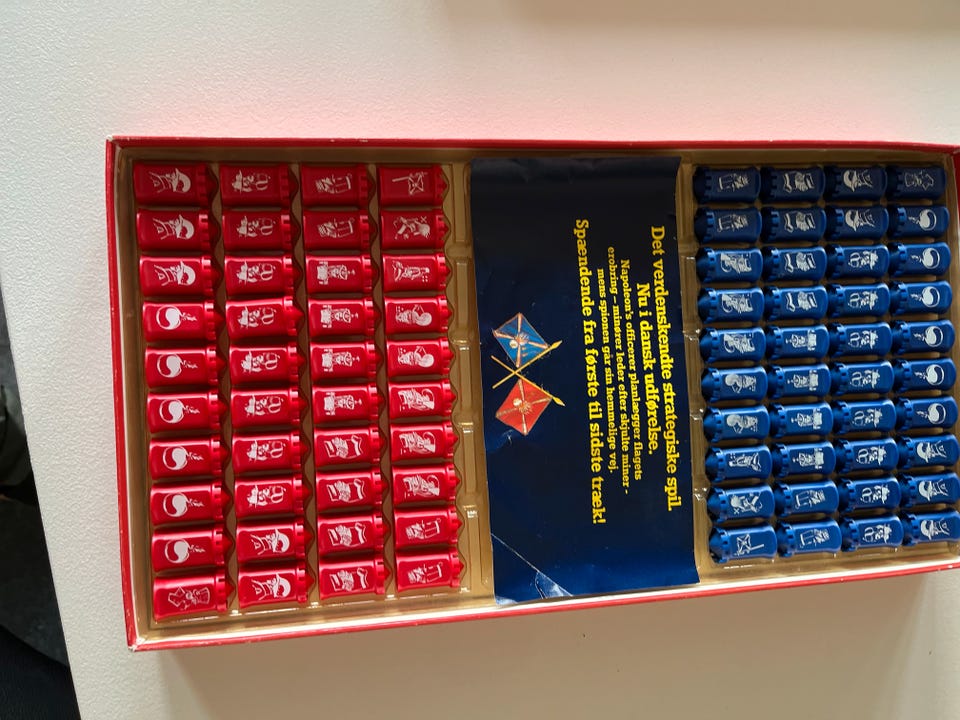 Det verdenskendte strategiske spil.
Nu i dansk udførelse.
Napoleon's officerer planlægger flagets
erobring - minører leder efter skjulte miner -
mens spionen går sin hemmelige vej.
Spændende fra første til sidste træk!